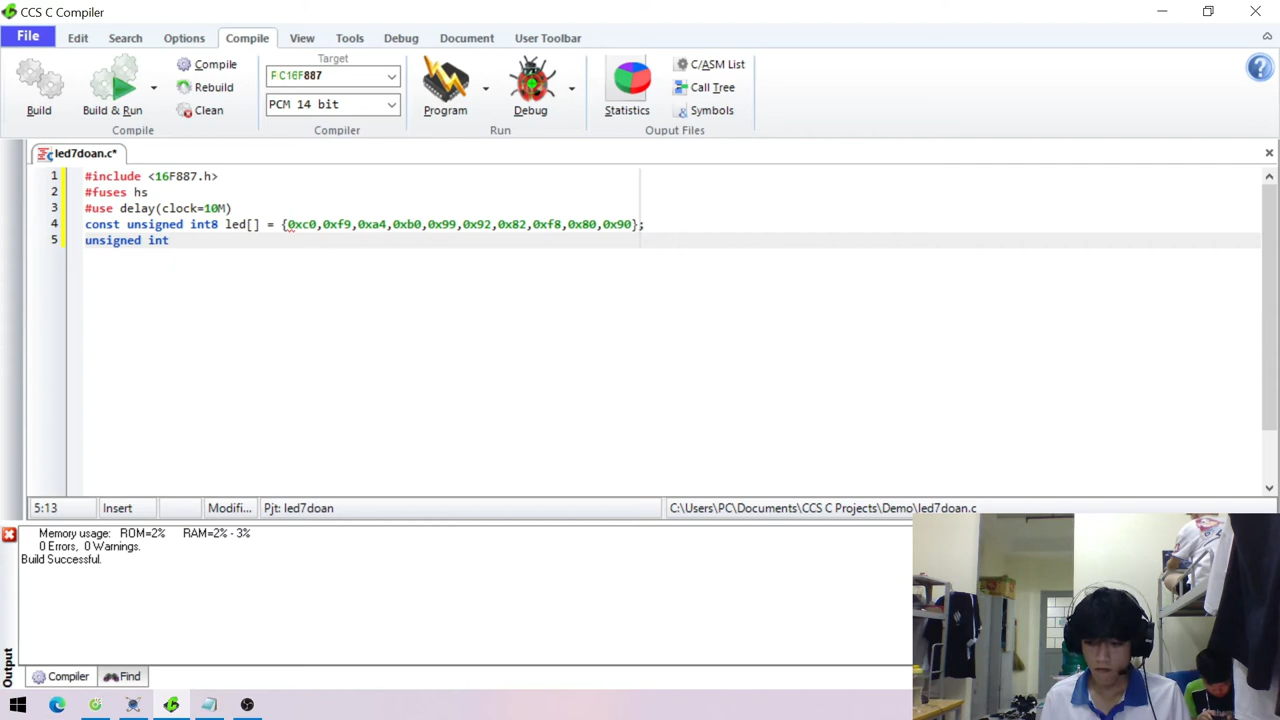 CCS C Compiler
File Edit Search Options Compile View Tools Debug Document User Toolbar
Build
Build & Run
Compile
Rebuild
Clean
Compile
Target
PIC16F887
PCM 14 bit
Compiler
Program
Debug
Run
Statistics
C/ASM List
Call Tree
Symbols
Ouput Files
led7doan.c*
1 #include <16F887.h>
2 #fuses hs
3 #use delay(clock=10M)
4 const unsigned int8 led[] = {0xc0,0xf9,0xa4,0xb0,0x99,0x92,0x82,0xf8,0x80,0x90};
5 unsigned int
5:13 Insert Modifi... Pjt: led7doan C:\Users\PC\Documents\CCS C Projects\Demo\led7doan.c
Memory usage: ROM=2% RAM=2% - 3%
0 Errors, 0 Warnings.
Build Successful.
Output
Compiler Find